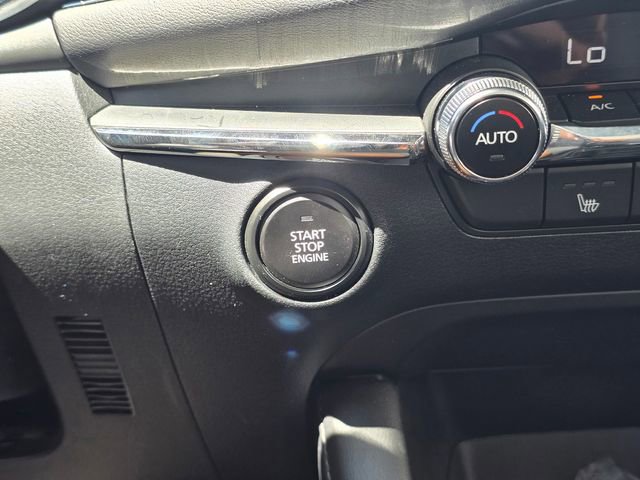 Lo
A/C
AUTO
START
STOP
ENGINE